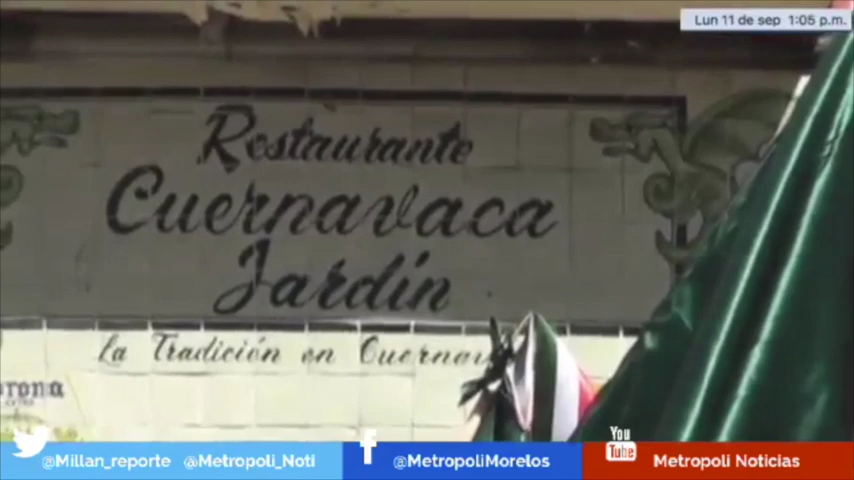 Lun 11 de sep 1:05 p.m.
Restaurante
Cuernavaca
Jardín
La Tradición en
@Millan_reporte @Metropoli_Noti @MetropoliMorelos You Tube Metropoli Noticias